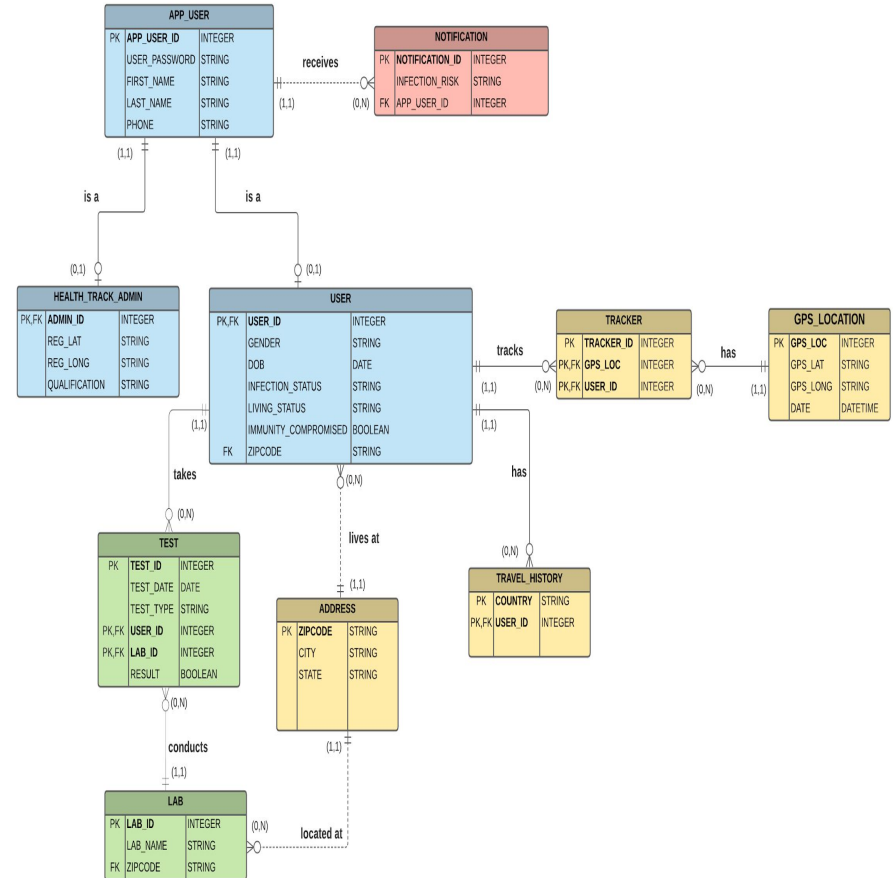 APP_USER
PK APP_USER_ID INTEGER
USER_PASSWORD STRING
FIRST_NAME STRING
LAST_NAME STRING
PHONE STRING
receives
(1,1)
(0,N)
NOTIFICATION
PK NOTIFICATION_ID INTEGER
INFECTION_RISK STRING
FK APP_USER_ID INTEGER
(1,1)
(1,1)
is a
is a
(0,1)
(0,1)
HEALTH_TRACK_ADMIN
PK,FK ADMIN_ID INTEGER
REG_LAT STRING
REG_LONG STRING
QUALIFICATION STRING
USER
PK,FK USER_ID INTEGER
GENDER STRING
DOB DATE
INFECTION_STATUS STRING
LIVING_STATUS STRING
IMMUNITY_COMPROMISED BOOLEAN
FK ZIPCODE STRING
tracks
(1,1)
(0,N)
TRACKER
PK TRACKER_ID INTEGER
PK,FK GPS_LOC INTEGER
PK,FK USER_ID INTEGER
has
(0,N)
(1,1)
GPS_LOCATION
PK GPS_LOC INTEGER
GPS_LAT STRING
GPS_LONG STRING
DATE DATETIME
(1,1)
takes
(0,N)
(0,N)
lives at
(1,1)
(1,1)
has
(0,N)
TEST
PK TEST_ID INTEGER
TEST_DATE DATE
TEST_TYPE STRING
PK,FK USER_ID INTEGER
PK,FK LAB_ID INTEGER
RESULT BOOLEAN
ADDRESS
PK ZIPCODE STRING
CITY STRING
STATE STRING
TRAVEL_HISTORY
PK COUNTRY STRING
PK,FK USER_ID INTEGER
(0,N)
conducts
(1,1)
(1,1)
located at
(0,N)
LAB
PK LAB_ID INTEGER
LAB_NAME STRING
FK ZIPCODE STRING